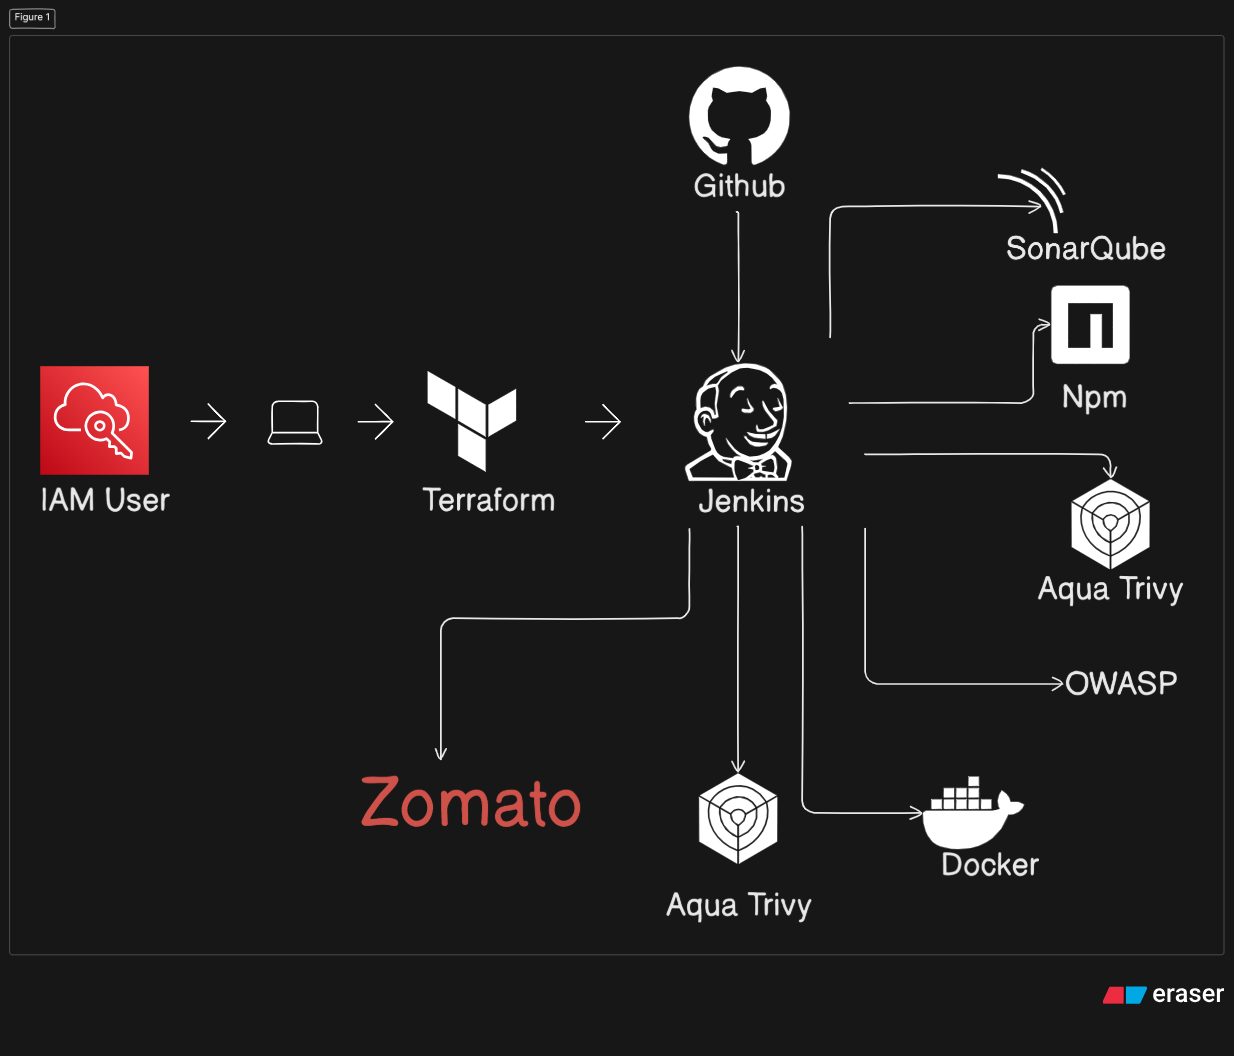 Figure 1
Github
SonarQube
Npm
IAM User
Terraform
Jenkins
Aqua Trivy
OWASP
Zomato
Docker
Aqua Trivy
eraser